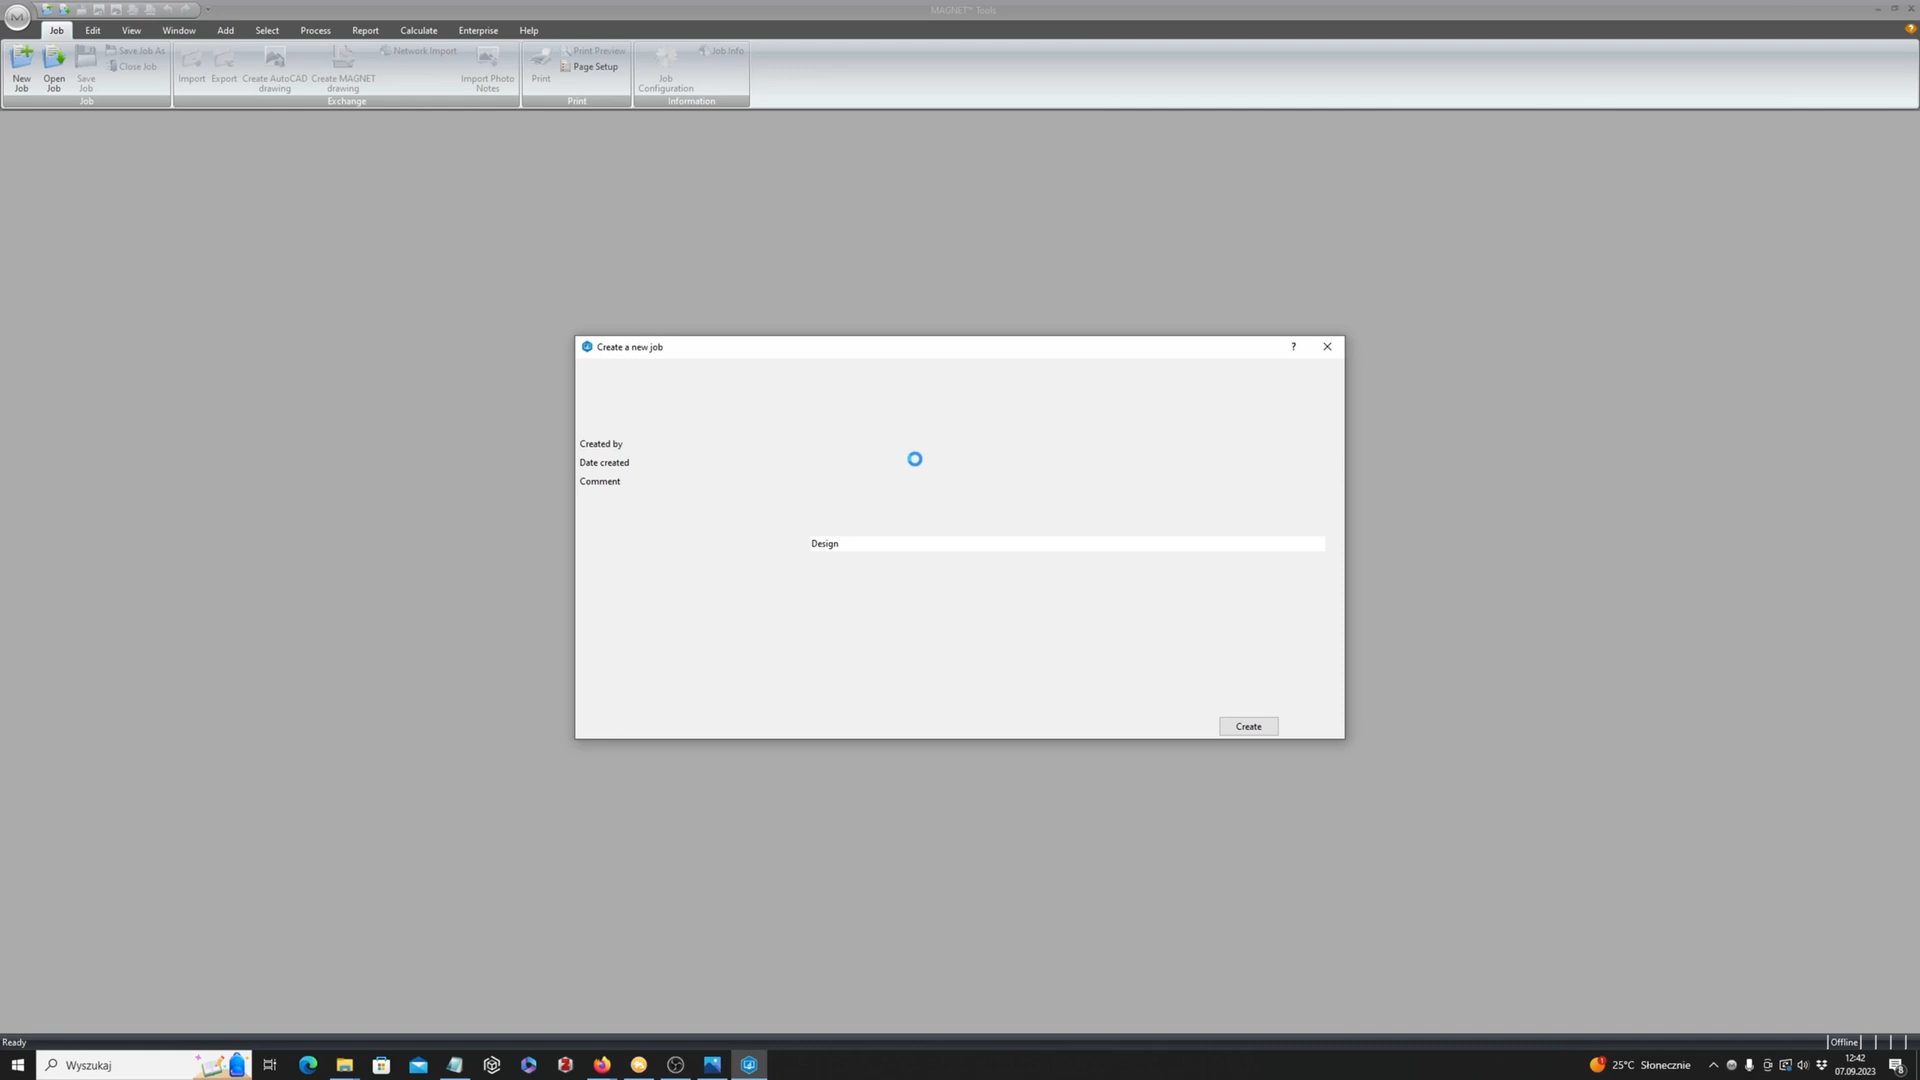 MAGNET™ Tools
Job Edit View Window Add Select Process Report Calculate Enterprise Help
New Job
Open Job
Save Job
Save Job As
Close Job
Job
Import
Export
Create AutoCAD drawing
Create MAGNET drawing
Network Import
Import Photo Notes
Exchange
Print
Print Preview
Page Setup
Print
Job Configuration
Job Info
Information
Create a new job
?
Created by
Date created
Comment
Design
Create
Ready
Offline
Wyszukaj
25°C Słonecznie
12:42
07.09.2023